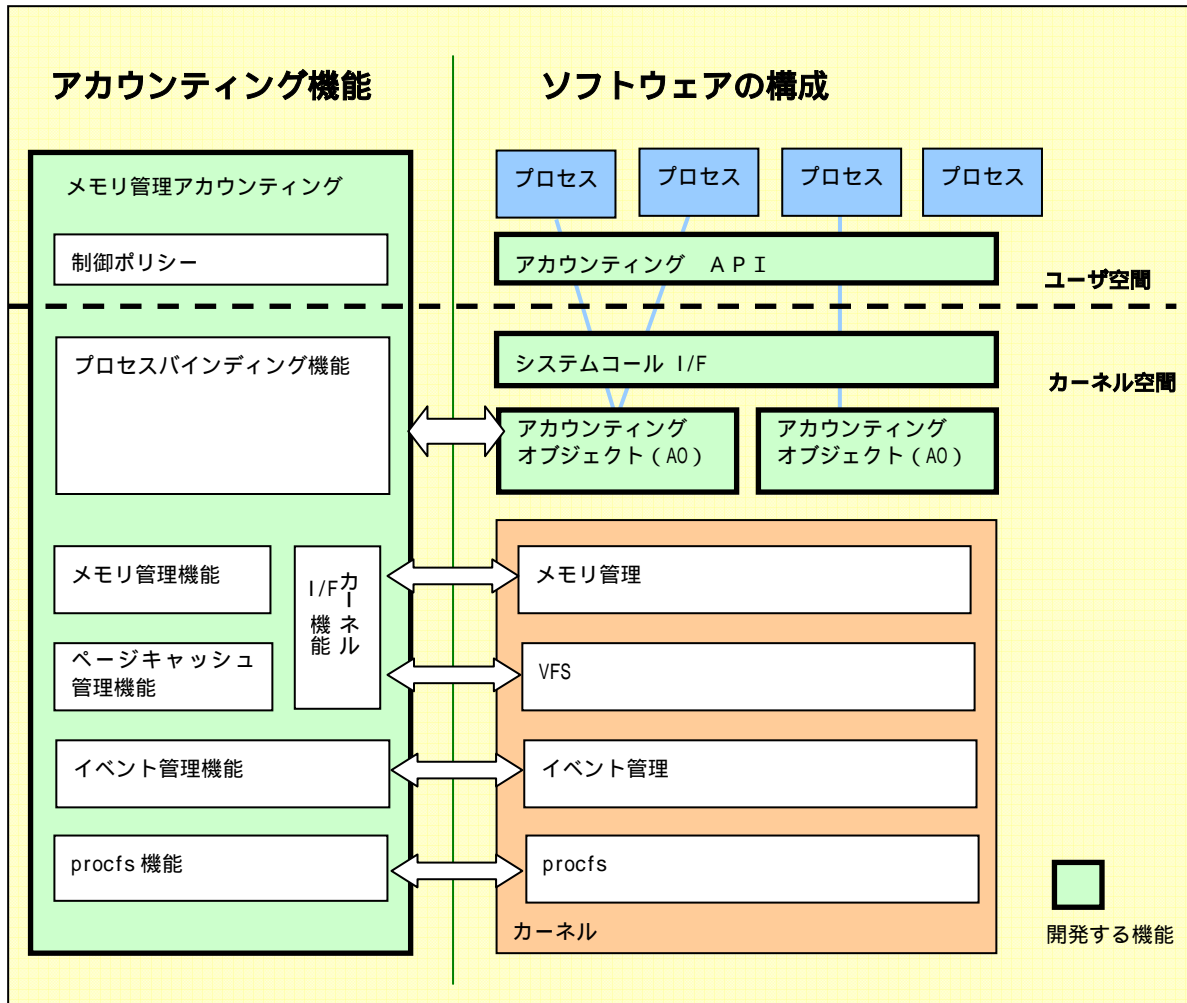 アカウンティング機能
ソフトウェアの構成
メモリ管理アカウンティング
制御ポリシー
プロセスバインディング機能
メモリ管理機能
ページキャッシュ
管理機能
カーネル
I/F機能
イベント管理機能
procfs 機能
プロセス
プロセス
プロセス
プロセス
アカウンティング　ＡＰＩ
ユーザ空間
システムコール I/F
カーネル空間
アカウンティング
オブジェクト（AO）
アカウンティング
オブジェクト（AO）
メモリ管理
VFS
イベント管理
procfs
カーネル
開発する機能